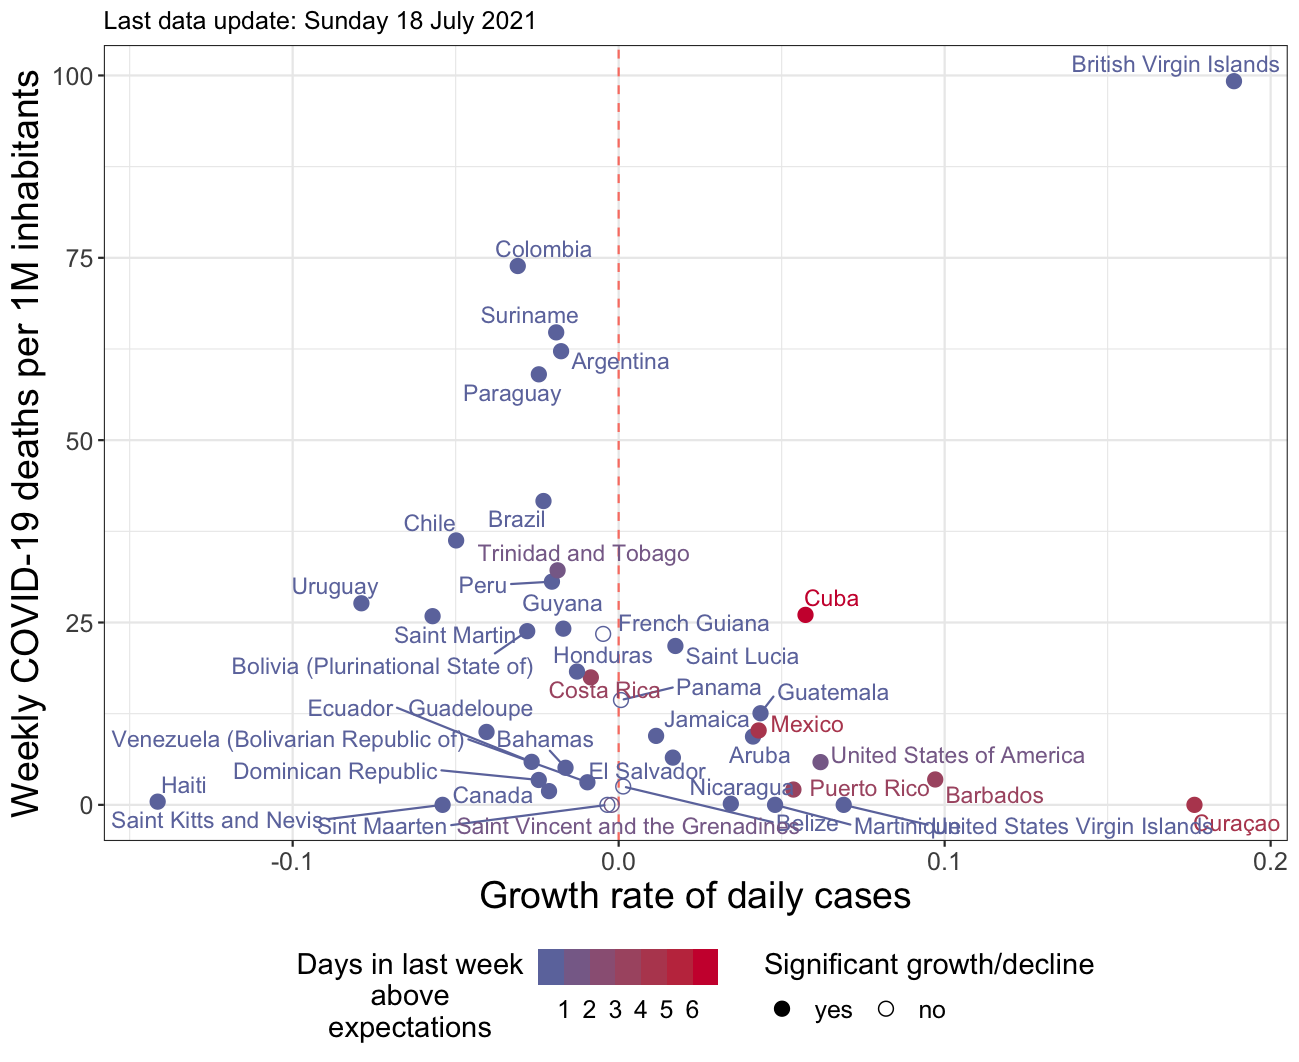 Last data update: Sunday 18 July 2021
Weekly COVID-19 deaths per 1M inhabitants
100
75
50
25
0
British Virgin Islands
Colombia
Suriname
Argentina
Paraguay
Brazil
Chile
Trinidad and Tobago
Peru
Uruguay
Guyana
Cuba
French Guiana
Saint Martin
Honduras
Saint Lucia
Bolivia (Plurinational State of)
Costa Rica
Panama
Guatemala
Ecuador
Guadeloupe
Jamaica
Mexico
Venezuela (Bolivarian Republic of)
Bahamas
Aruba
United States of America
Dominican Republic
El Salvador
Haiti
Canada
Nicaragua
Puerto Rico
Barbados
Saint Kitts and Nevis
Sint Maarten
Saint Vincent and the Grenadines
Belize
Martinique
United States Virgin Islands
Curaçao
-0.1
0.0
0.1
0.2
Growth rate of daily cases
Days in last week
above
expectations
1 2 3 4 5 6
Significant growth/decline
yes
no